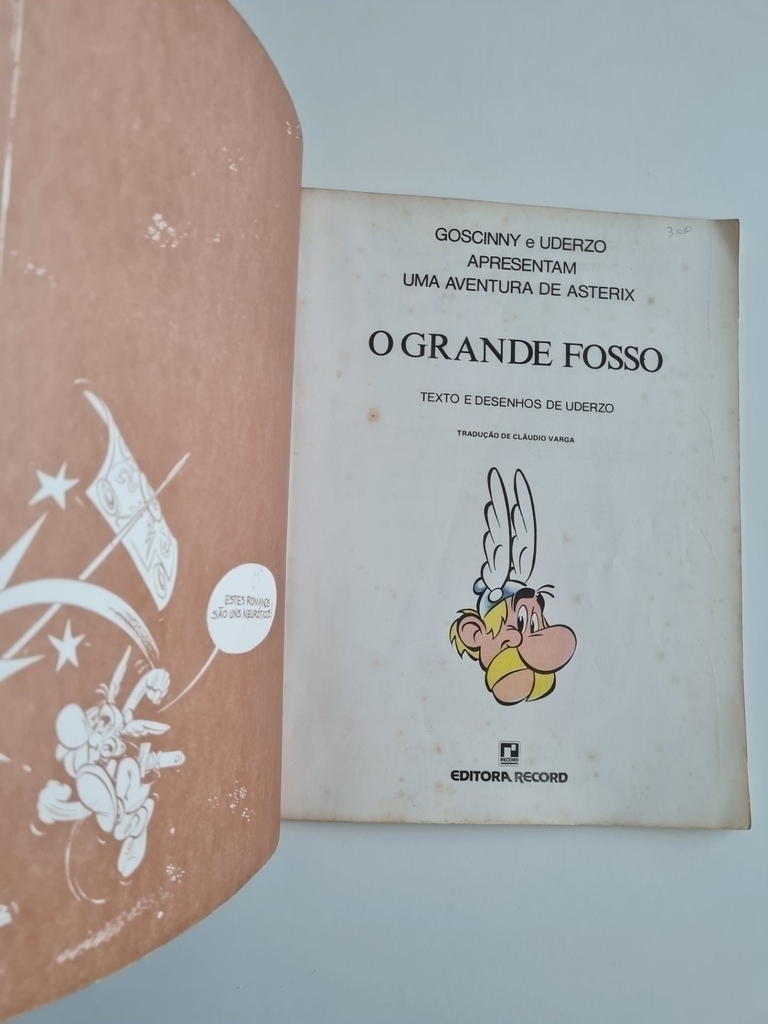 ESTES ROMANOS
SÃO UNS NEURÓTICOS!
GOSCINNY e UDERZO
APRESENTAM
UMA AVENTURA DE ASTERIX
O GRANDE FOSSO
TEXTO E DESENHOS DE UDERZO
TRADUÇÃO DE CLÁUDIO VARGA
RECORD
EDITORA RECORD